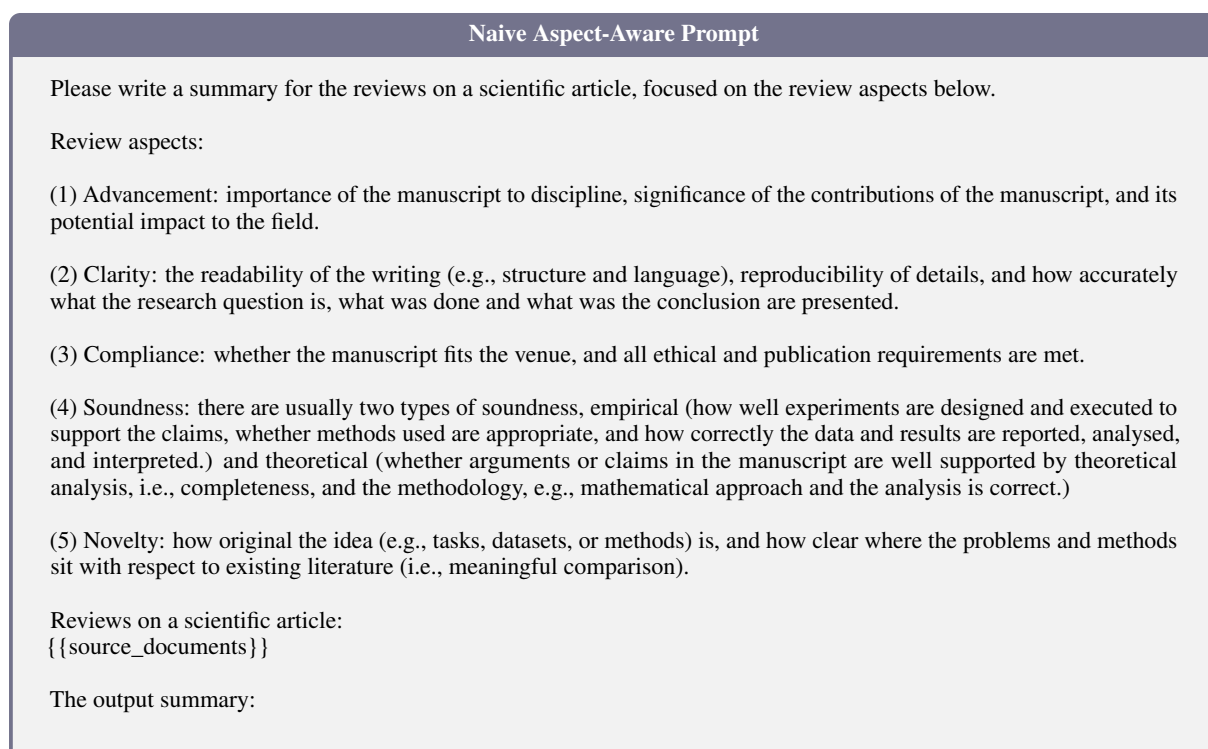 Naive Aspect-Aware Prompt
Please write a summary for the reviews on a scientific article, focused on the review aspects below.
Review aspects:
(1) Advancement: importance of the manuscript to discipline, significance of the contributions of the manuscript, and its
potential impact to the field.
(2) Clarity: the readability of the writing (e.g., structure and language), reproducibility of details, and how accurately
what the research question is, what was done and what was the conclusion are presented.
(3) Compliance: whether the manuscript fits the venue, and all ethical and publication requirements are met.
(4) Soundness: there are usually two types of soundness, empirical (how well experiments are designed and executed to
support the claims, whether methods used are appropriate, and how correctly the data and results are reported, analysed,
and interpreted.) and theoretical (whether arguments or claims in the manuscript are well supported by theoretical
analysis, i.e., completeness, and the methodology, e.g., mathematical approach and the analysis is correct.)
(5) Novelty: how original the idea (e.g., tasks, datasets, or methods) is, and how clear where the problems and methods
sit with respect to existing literature (i.e., meaningful comparison).
Reviews on a scientific article:
{{source_documents}}
The output summary: